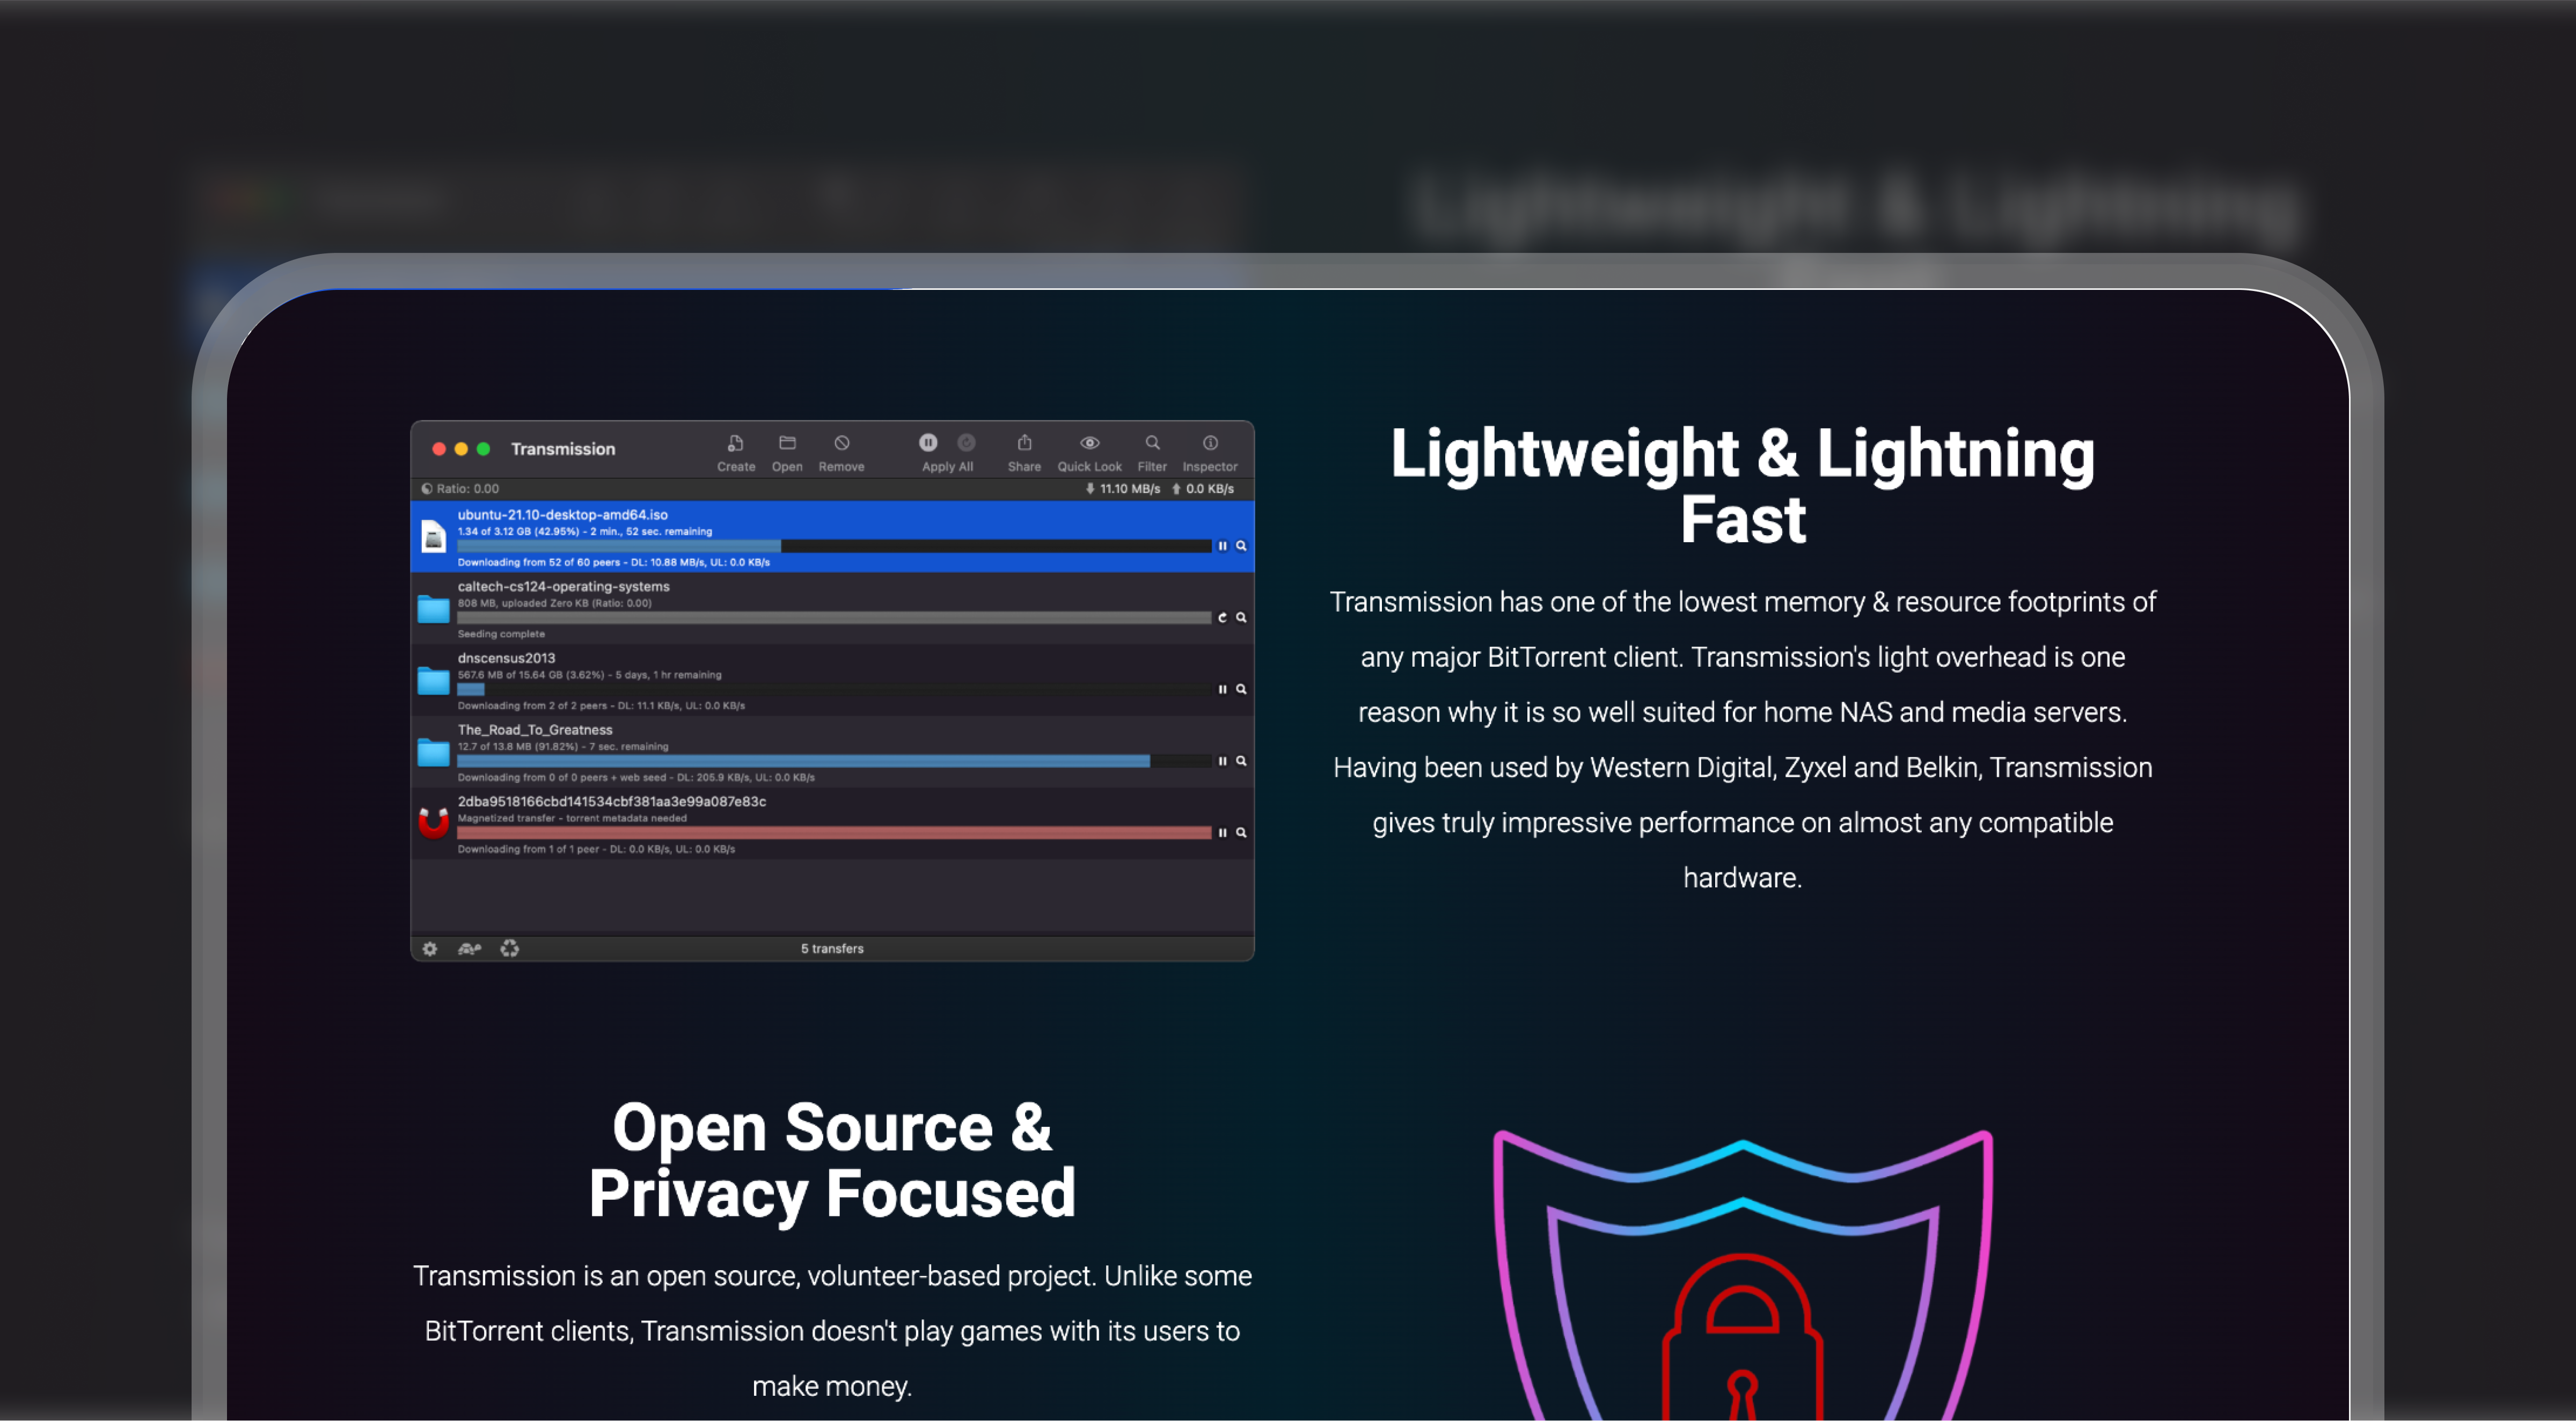 Lightweight & Lightning
Transmission
Create Open Remove Apply All Share Quick Look Filter Inspector
Ratio: 0.00 11.10 MB/s 0.0 KB/s
ubuntu-21.10-desktop-amd64.iso
1.34 of 3.12 GB (42.95%) - 2 min., 52 sec. remaining
Downloading from 52 of 60 peers - DL: 10.88 MB/s, UL: 0.0 KB/s
caltech-cs124-operating-systems
808 MB, uploaded Zero KB (Ratio: 0.00)
Seeding complete
dnscensus2013
567.6 MB of 15.64 GB (3.62%) - 5 days, 1 hr remaining
Downloading from 2 of 2 peers - DL: 11.1 KB/s, UL: 0.0 KB/s
The_Road_To_Greatness
12.7 of 13.8 MB (91.82%) - 7 sec. remaining
Downloading from 0 of 0 peers + web seed - DL: 205.9 KB/s, UL: 0.0 KB/s
2dba9518166cbd141534cbf381aa3e99a087e83c
Magnetized transfer - torrent metadata needed
Downloading from 1 of 1 peer - DL: 0.0 KB/s, UL: 0.0 KB/s
5 transfers
Lightweight & Lightning
Fast
Transmission has one of the lowest memory & resource footprints of
any major BitTorrent client. Transmission's light overhead is one
reason why it is so well suited for home NAS and media servers.
Having been used by Western Digital, Zyxel and Belkin, Transmission
gives truly impressive performance on almost any compatible
hardware.
Open Source &
Privacy Focused
Transmission is an open source, volunteer-based project. Unlike some
BitTorrent clients, Transmission doesn't play games with its users to
make money.